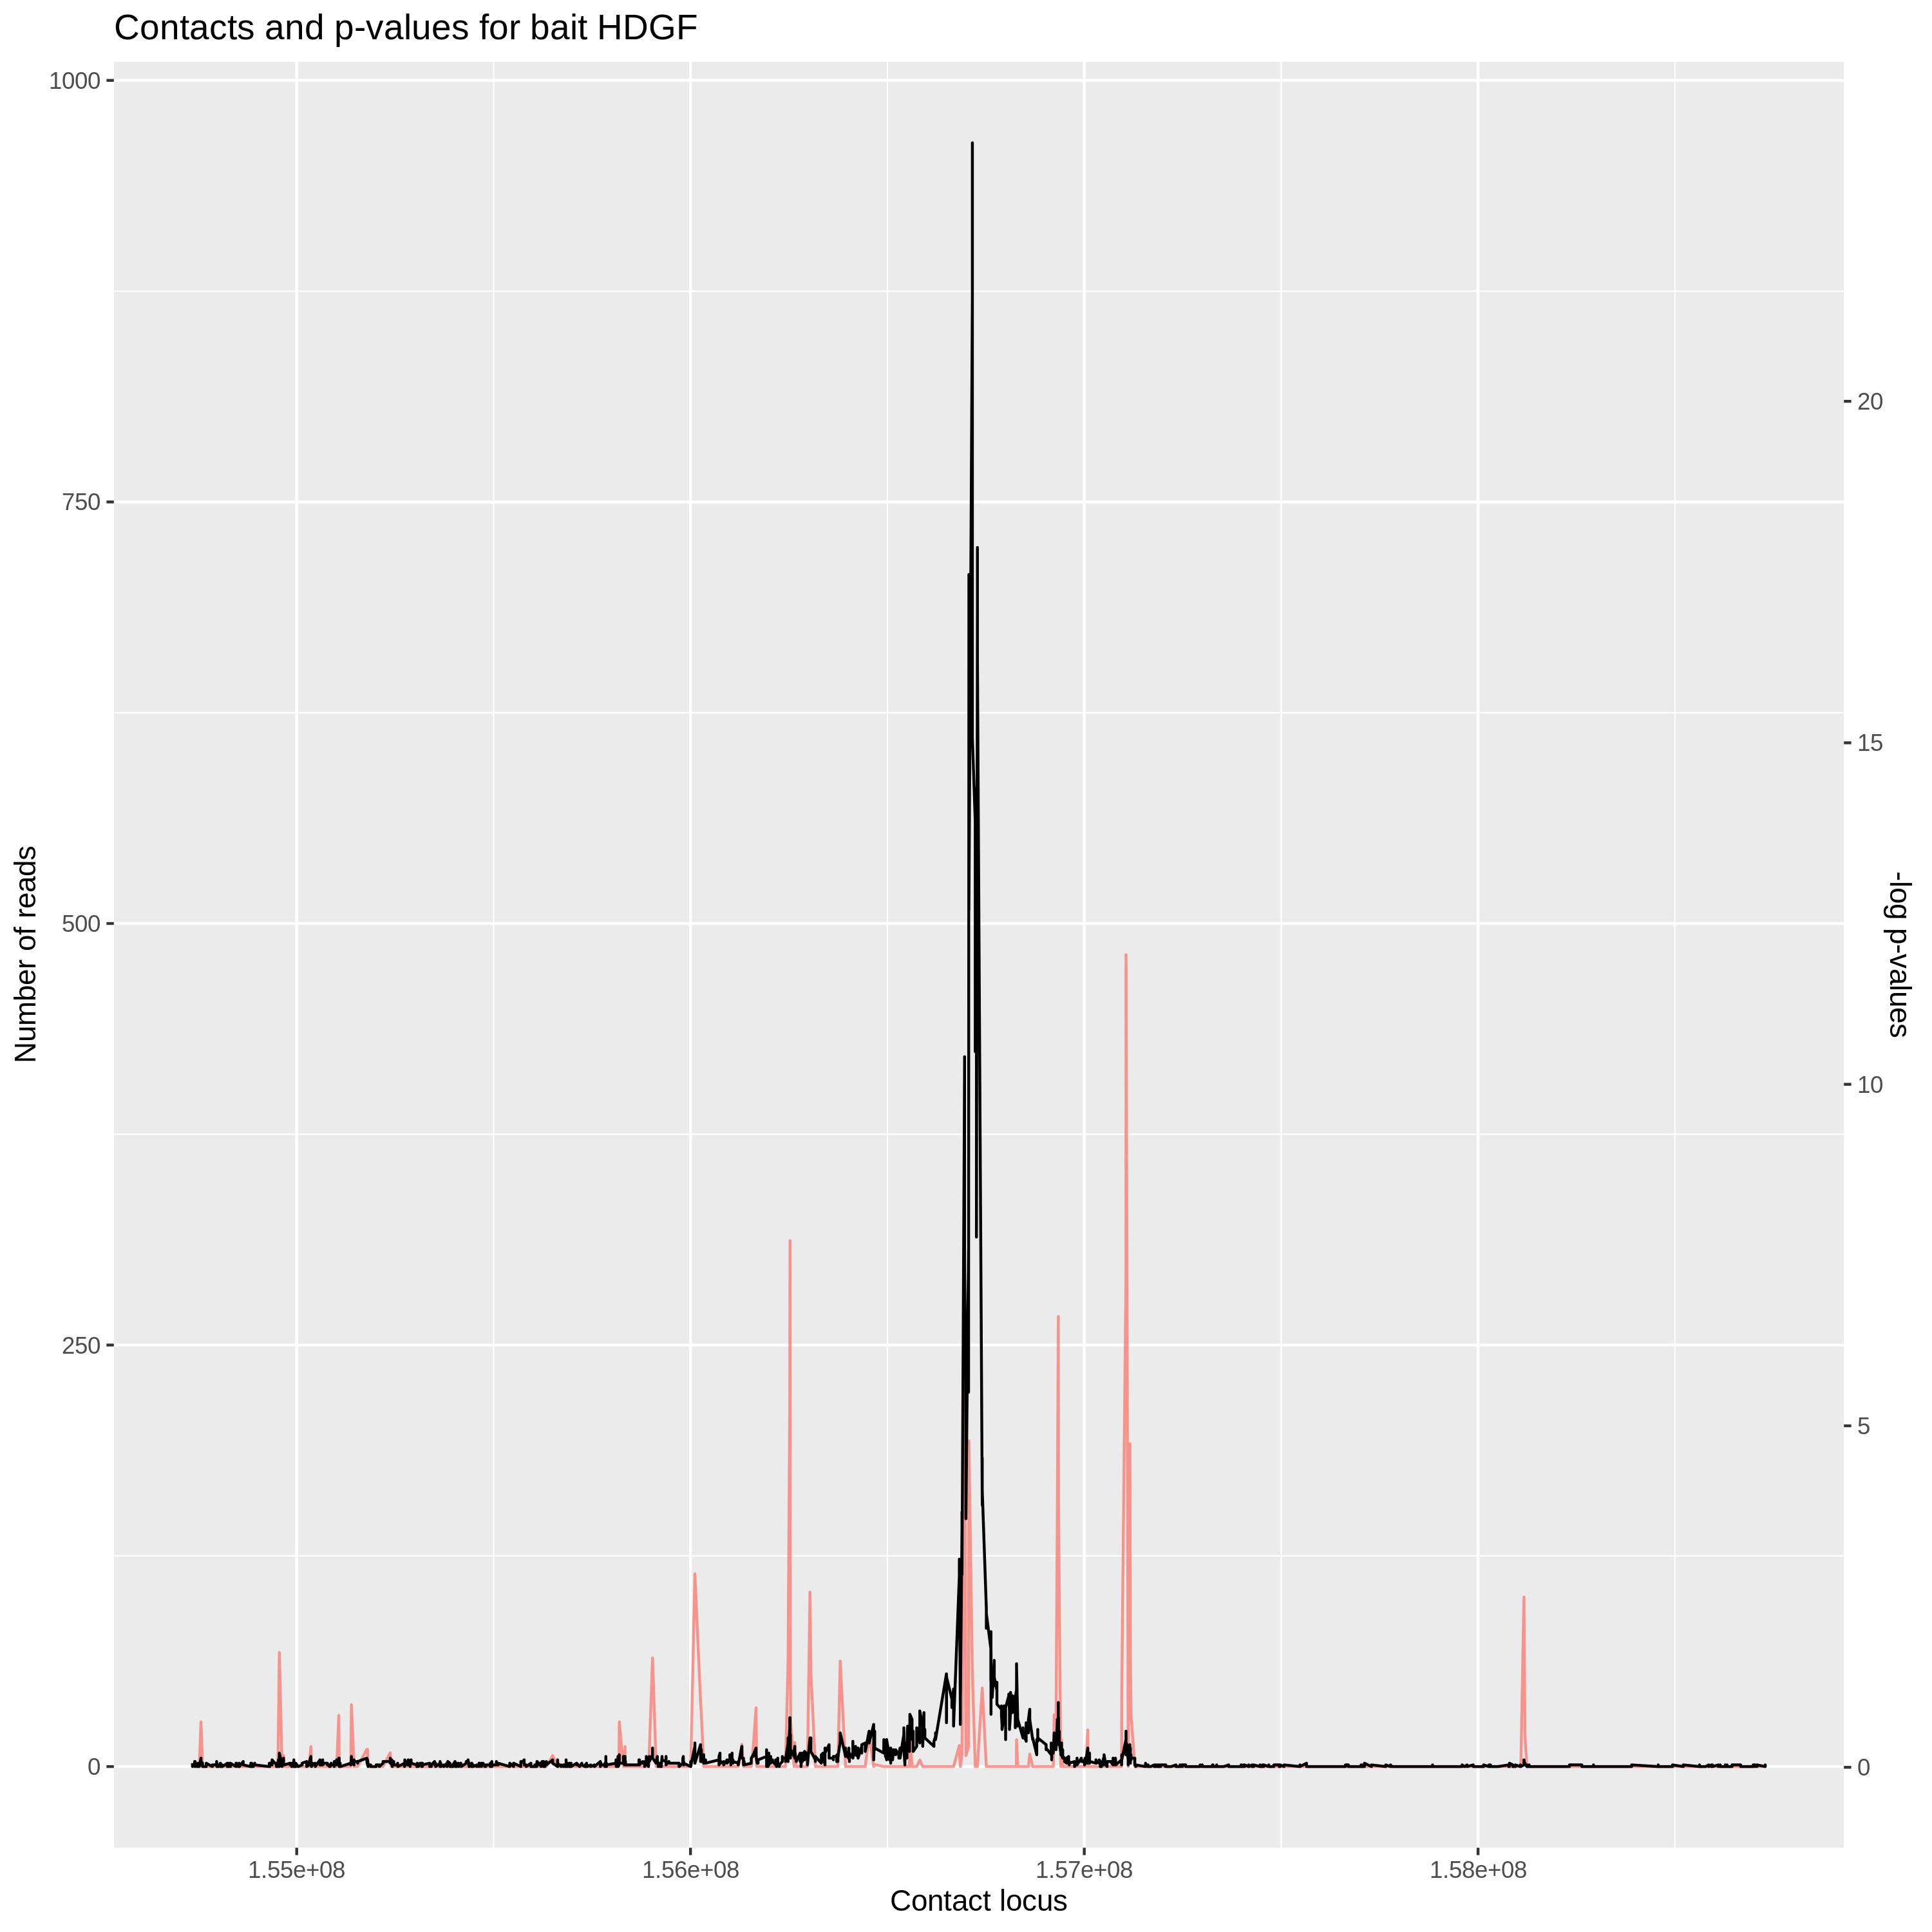 Contacts and p-values for bait HDGF
1000
750
500
250
0
Number of reads
20
15
10
5
0
-log p-values
1.55e+08
1.56e+08
1.57e+08
1.58e+08
Contact locus